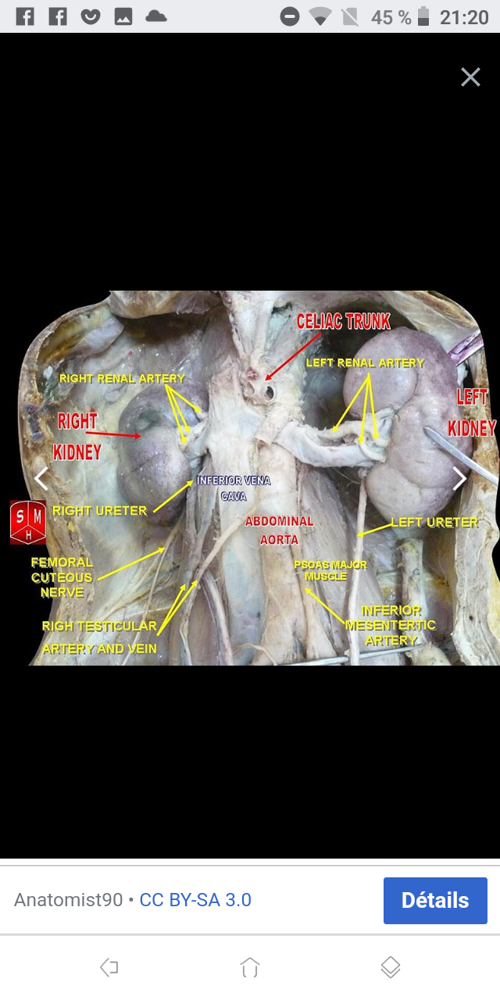 45 % 21:20
CELIAC TRUNK
LEFT RENAL ARTERY
RIGHT RENAL ARTERY
LEFT
KIDNEY
RIGHT
KIDNEY
INFERIOR VENA
CAVA
RIGHT URETER
S M
H
ABDOMINAL
AORTA
LEFT URETER
FEMORAL
CUTEOUS
NERVE
PSOAS MAJOR
MUSCLE
INFERIOR
MESENTERTIC
ARTERY
RIGH TESTICULAR
ARTERY AND VEIN
Anatomist90 • CC BY-SA 3.0
Détails